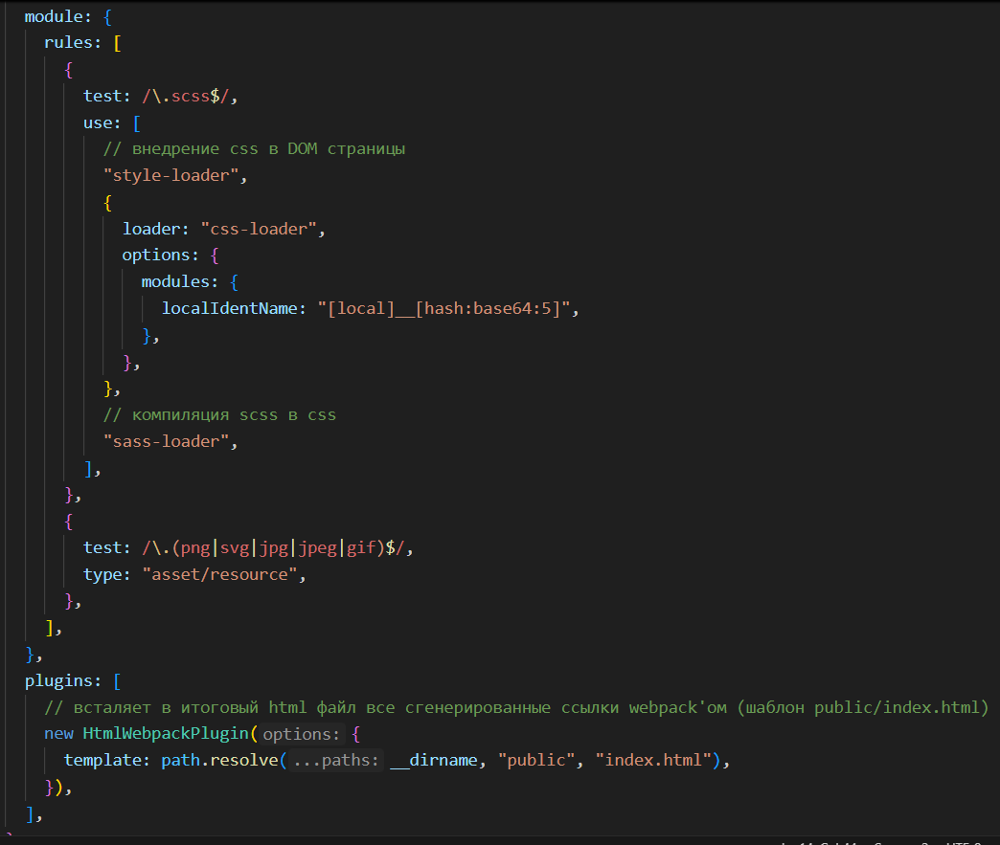 module: {
rules: [
{
test: /\.scss$/,
use: [
// внедрение css в DOM страницы
"style-loader",
{
loader: "css-loader",
options: {
modules: {
localIdentName: "[local]__[hash:base64:5]",
},
},
},
// компиляция scss в css
"sass-loader",
],
},
{
test: /\.(png|svg|jpg|jpeg|gif)$/,
type: "asset/resource",
},
],
},
plugins: [
// всталяет в итоговый html файл все сгенерированные ссылки webpack'ом (шаблон public/index.html)
new HtmlWebpackPlugin(options: {
template: path.resolve(...paths: __dirname, "public", "index.html"),
}),
],